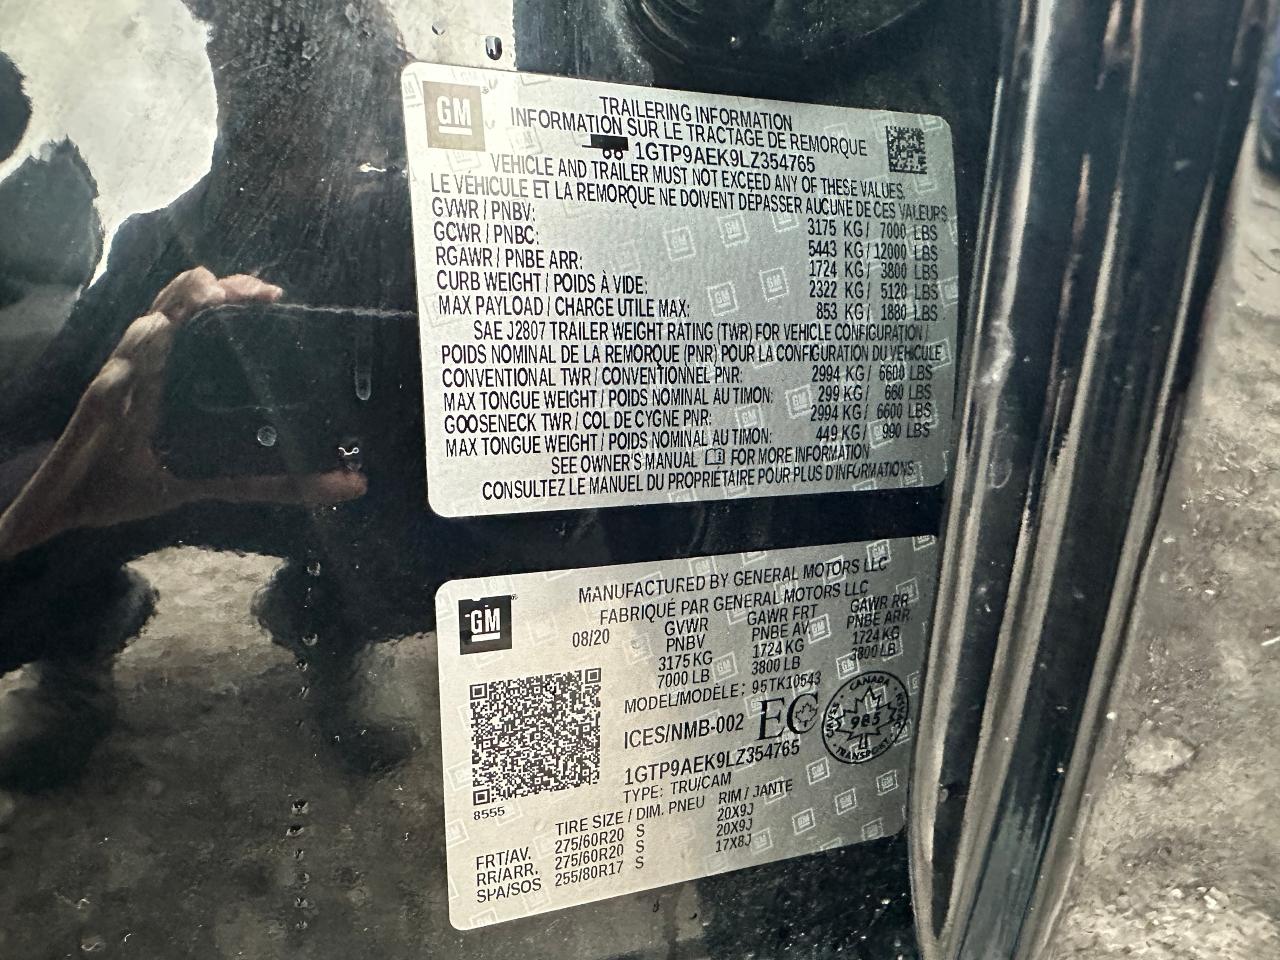 GM
TRAILERING INFORMATION
INFORMATION SUR LE TRACTAGE DE REMORQUE
1GTP9AEK9LZ354765
VEHICLE AND TRAILER MUST NOT EXCEED ANY OF THESE VALUES.
LE VÉHICULE ET LA REMORQUE NE DOIVENT DÉPASSER AUCUNE DE CES VALEURS
GVWR / PNBV: 3175 KG/ 7000 LBS
GCWR / PNBC: 5443 KG/ 12000 LBS
RGAWR / PNBE ARR: 1724 KG/ 3800 LBS
CURB WEIGHT / POIDS À VIDE: 2322 KG/ 5120 LBS
MAX PAYLOAD / CHARGE UTILE MAX: 853 KG/ 1880 LBS
SAE J2807 TRAILER WEIGHT RATING (TWR) FOR VEHICLE CONFIGURATION /
POIDS NOMINAL DE LA REMORQUE (PNR) POUR LA CONFIGURATION DU VÉHICULE
CONVENTIONAL TWR / CONVENTIONNEL PNR: 2994 KG/ 6600 LBS
MAX TONGUE WEIGHT / POIDS NOMINAL AU TIMON: 299 KG/ 660 LBS
GOOSENECK TWR / COL DE CYGNE PNR: 2994 KG/ 6600 LBS
MAX TONGUE WEIGHT / POIDS NOMINAL AU TIMON: 449 KG/ 990 LBS
SEE OWNER'S MANUAL FOR MORE INFORMATION
CONSULTEZ LE MANUEL DU PROPRIÉTAIRE POUR PLUS D'INFORMATIONS.
GM
MANUFACTURED BY GENERAL MOTORS LLC
FABRIQUÉ PAR GENERAL MOTORS LLC
08/20
GVWR GAWR FRT GAWR RR
PNBV PNBE AV PNBE ARR
3175 KG 1724 KG 1724 KG
7000 LB 3800 LB 3800 LB
MODEL/MODÈLE: 95TK10543
ICES/NMB-002 EC
CANADA
985
TRANSPORT
1GTP9AEK9LZ354765
TYPE: TRU/CAM
8555
TIRE SIZE / DIM. PNEU RIM / JANTE
FRT/AV. 275/60R20 S 20X9J
RR/ARR. 275/60R20 S 20X9J
SPA/SOS 255/80R17 S 17X8J